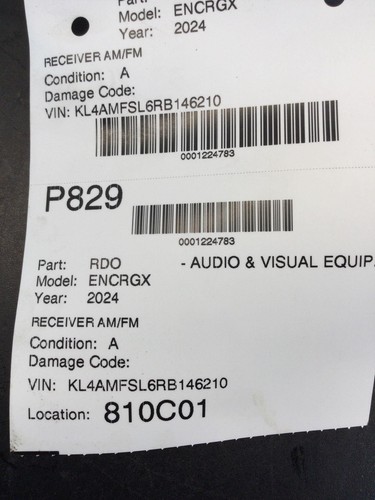 Part:
Model: ENCRGX
Year: 2024
RECEIVER AM/FM
Condition: A
Damage Code:
VIN: KL4AMFSL6RB146210
0001224783
P829
0001224783
Part: RDO - AUDIO & VISUAL EQUIP.
Model: ENCRGX
Year: 2024
RECEIVER AM/FM
Condition: A
Damage Code:
VIN: KL4AMFSL6RB146210
Location: 810C01